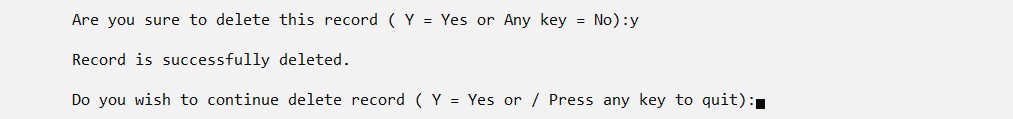 Are you sure to delete this record ( Y = Yes or Any key = No):y
Record is successfully deleted.
Do you wish to continue delete record ( Y = Yes or / Press any key to quit):